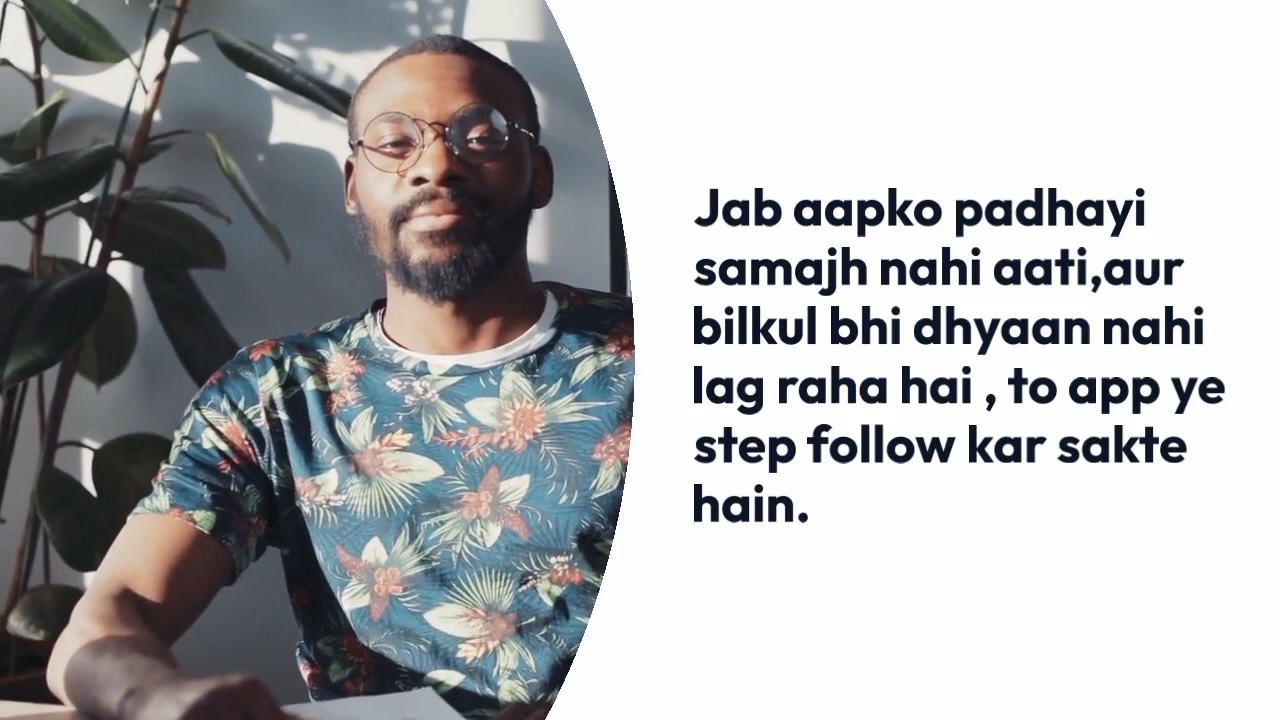 Jab aapko padhayi
samajh nahi aati,aur
bilkul bhi dhyaan nahi
lag raha hai , to app ye
step follow kar sakte
hain.